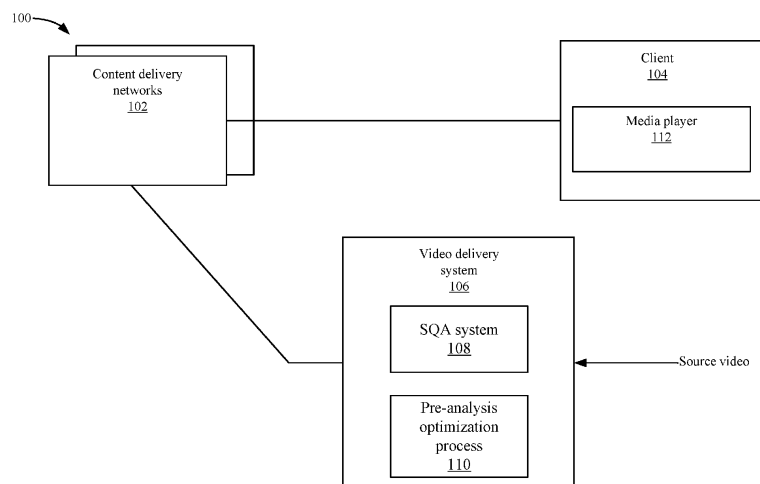 100
Content delivery
networks
102
Client
104
Media player
112
Video delivery
system
106
SQA system
108
Source video
Pre-analysis
optimization
process
110